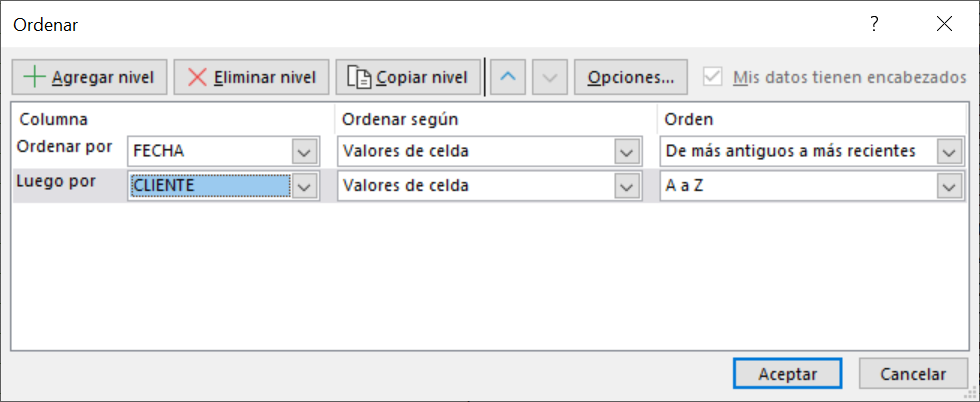 Ordenar ?
Agregar nivel Eliminar nivel Copiar nivel Opciones... Mis datos tienen encabezados
Columna Ordenar según Orden
Ordenar por FECHA Valores de celda De más antiguos a más recientes
Luego por CLIENTE Valores de celda A a Z
Aceptar Cancelar